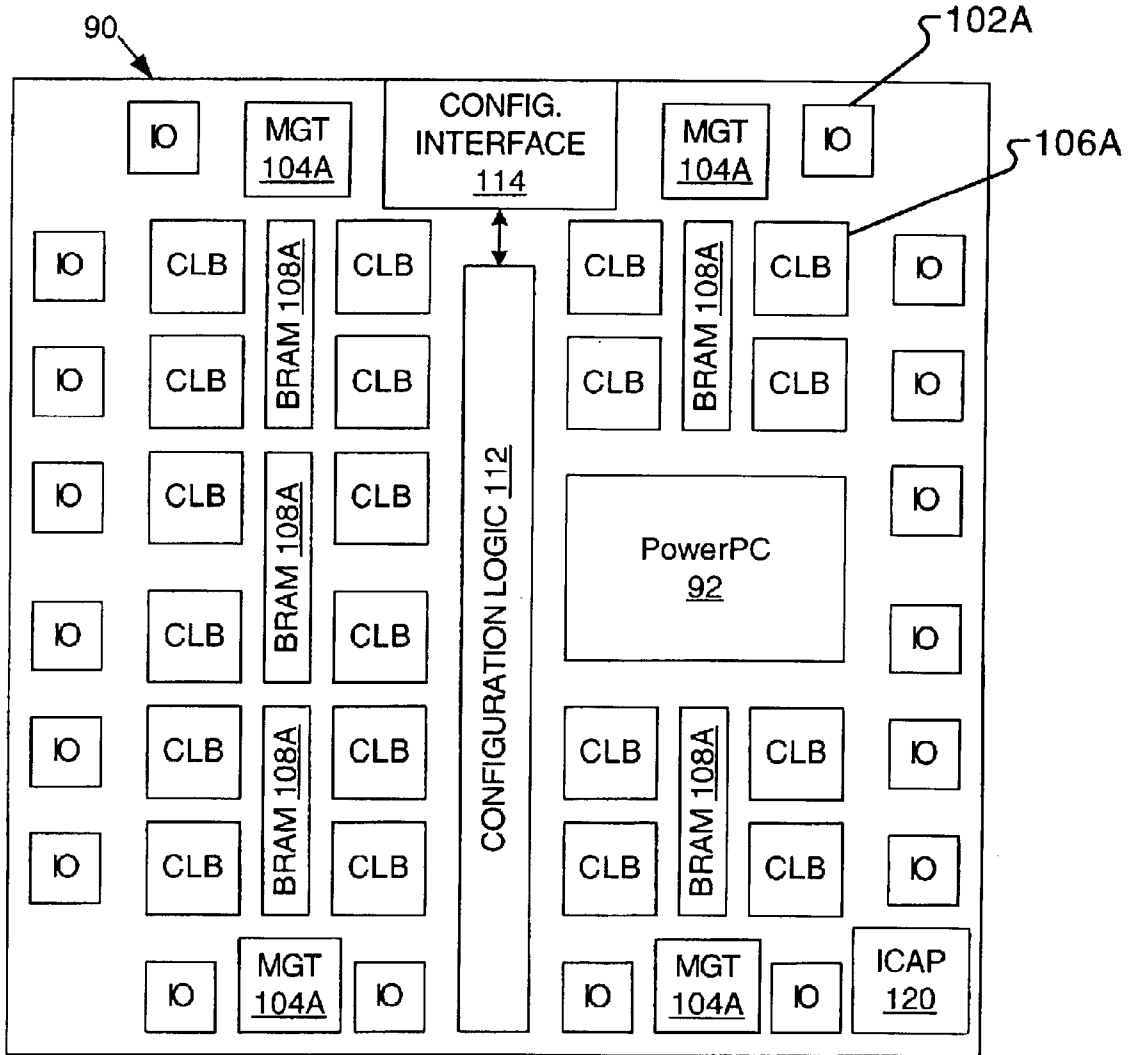 90
102A
IO
MGT
104A
CONFIG.
INTERFACE
114
MGT
104A
IO
106A
IO
CLB
BRAM 108A
CLB
CLB
BRAM 108A
CLB
IO
IO
CLB
CLB
CLB
CLB
IO
IO
CLB
BRAM 108A
CLB
CONFIGURATION LOGIC 112
PowerPC
92
IO
IO
CLB
CLB
IO
IO
CLB
BRAM 108A
CLB
CLB
BRAM 108A
CLB
IO
IO
CLB
CLB
CLB
CLB
IO
IO
MGT
104A
IO
IO
MGT
104A
IO
ICAP
120